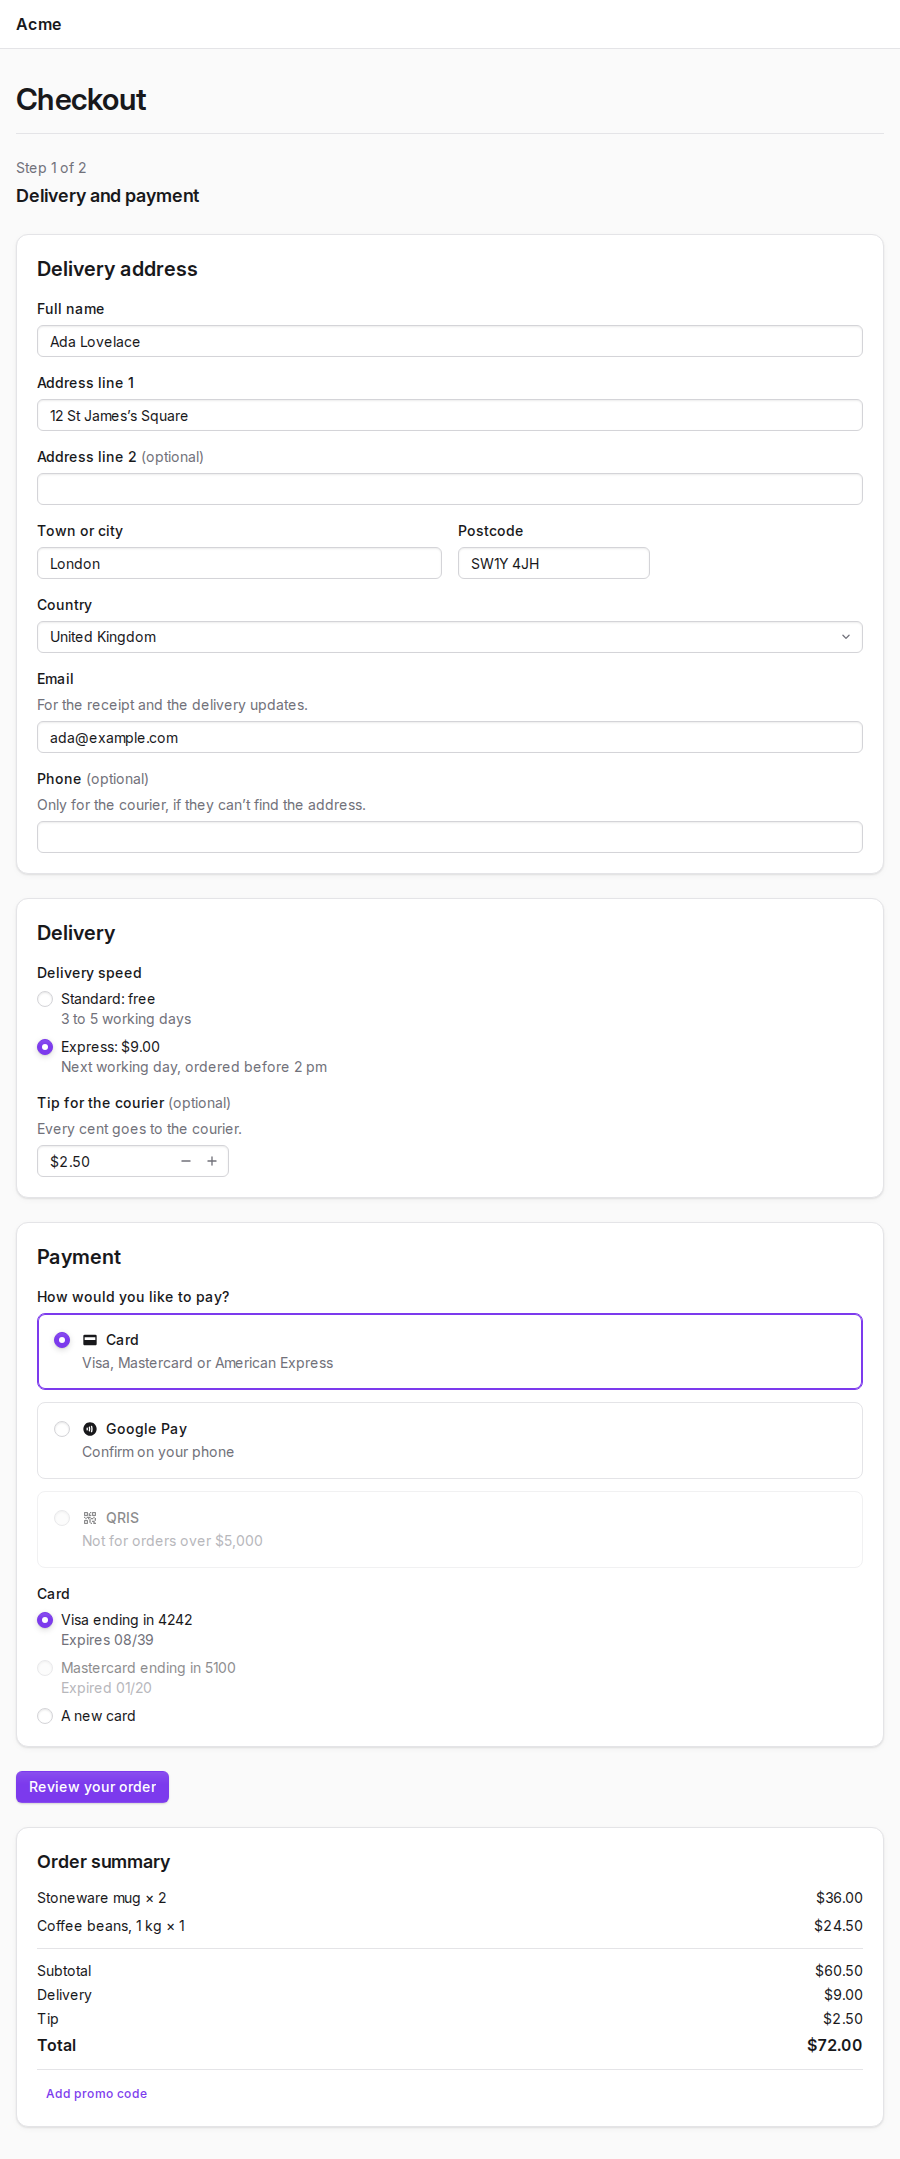 Acme
Checkout
Step 1 of 2
Delivery and payment
Delivery address
Full name
Ada Lovelace
Address line 1
12 St James’s Square
Address line 2 (optional)
Town or city
Postcode
London
SW1Y 4JH
Country
United Kingdom
Email
For the receipt and the delivery updates.
ada@example.com
Phone (optional)
Only for the courier, if they can’t find the address.
Delivery
Delivery speed
Standard: free
3 to 5 working days
Express: $9.00
Next working day, ordered before 2 pm
Tip for the courier (optional)
Every cent goes to the courier.
$2.50
Payment
How would you like to pay?
Card
Visa, Mastercard or American Express
Google Pay
Confirm on your phone
QRIS
Not for orders over $5,000
Card
Visa ending in 4242
Expires 08/39
Mastercard ending in 5100
Expired 01/20
A new card
Review your order
Order summary
Stoneware mug × 2 $36.00
Coffee beans, 1 kg × 1 $24.50
Subtotal $60.50
Delivery $9.00
Tip $2.50
Total $72.00
Add promo code